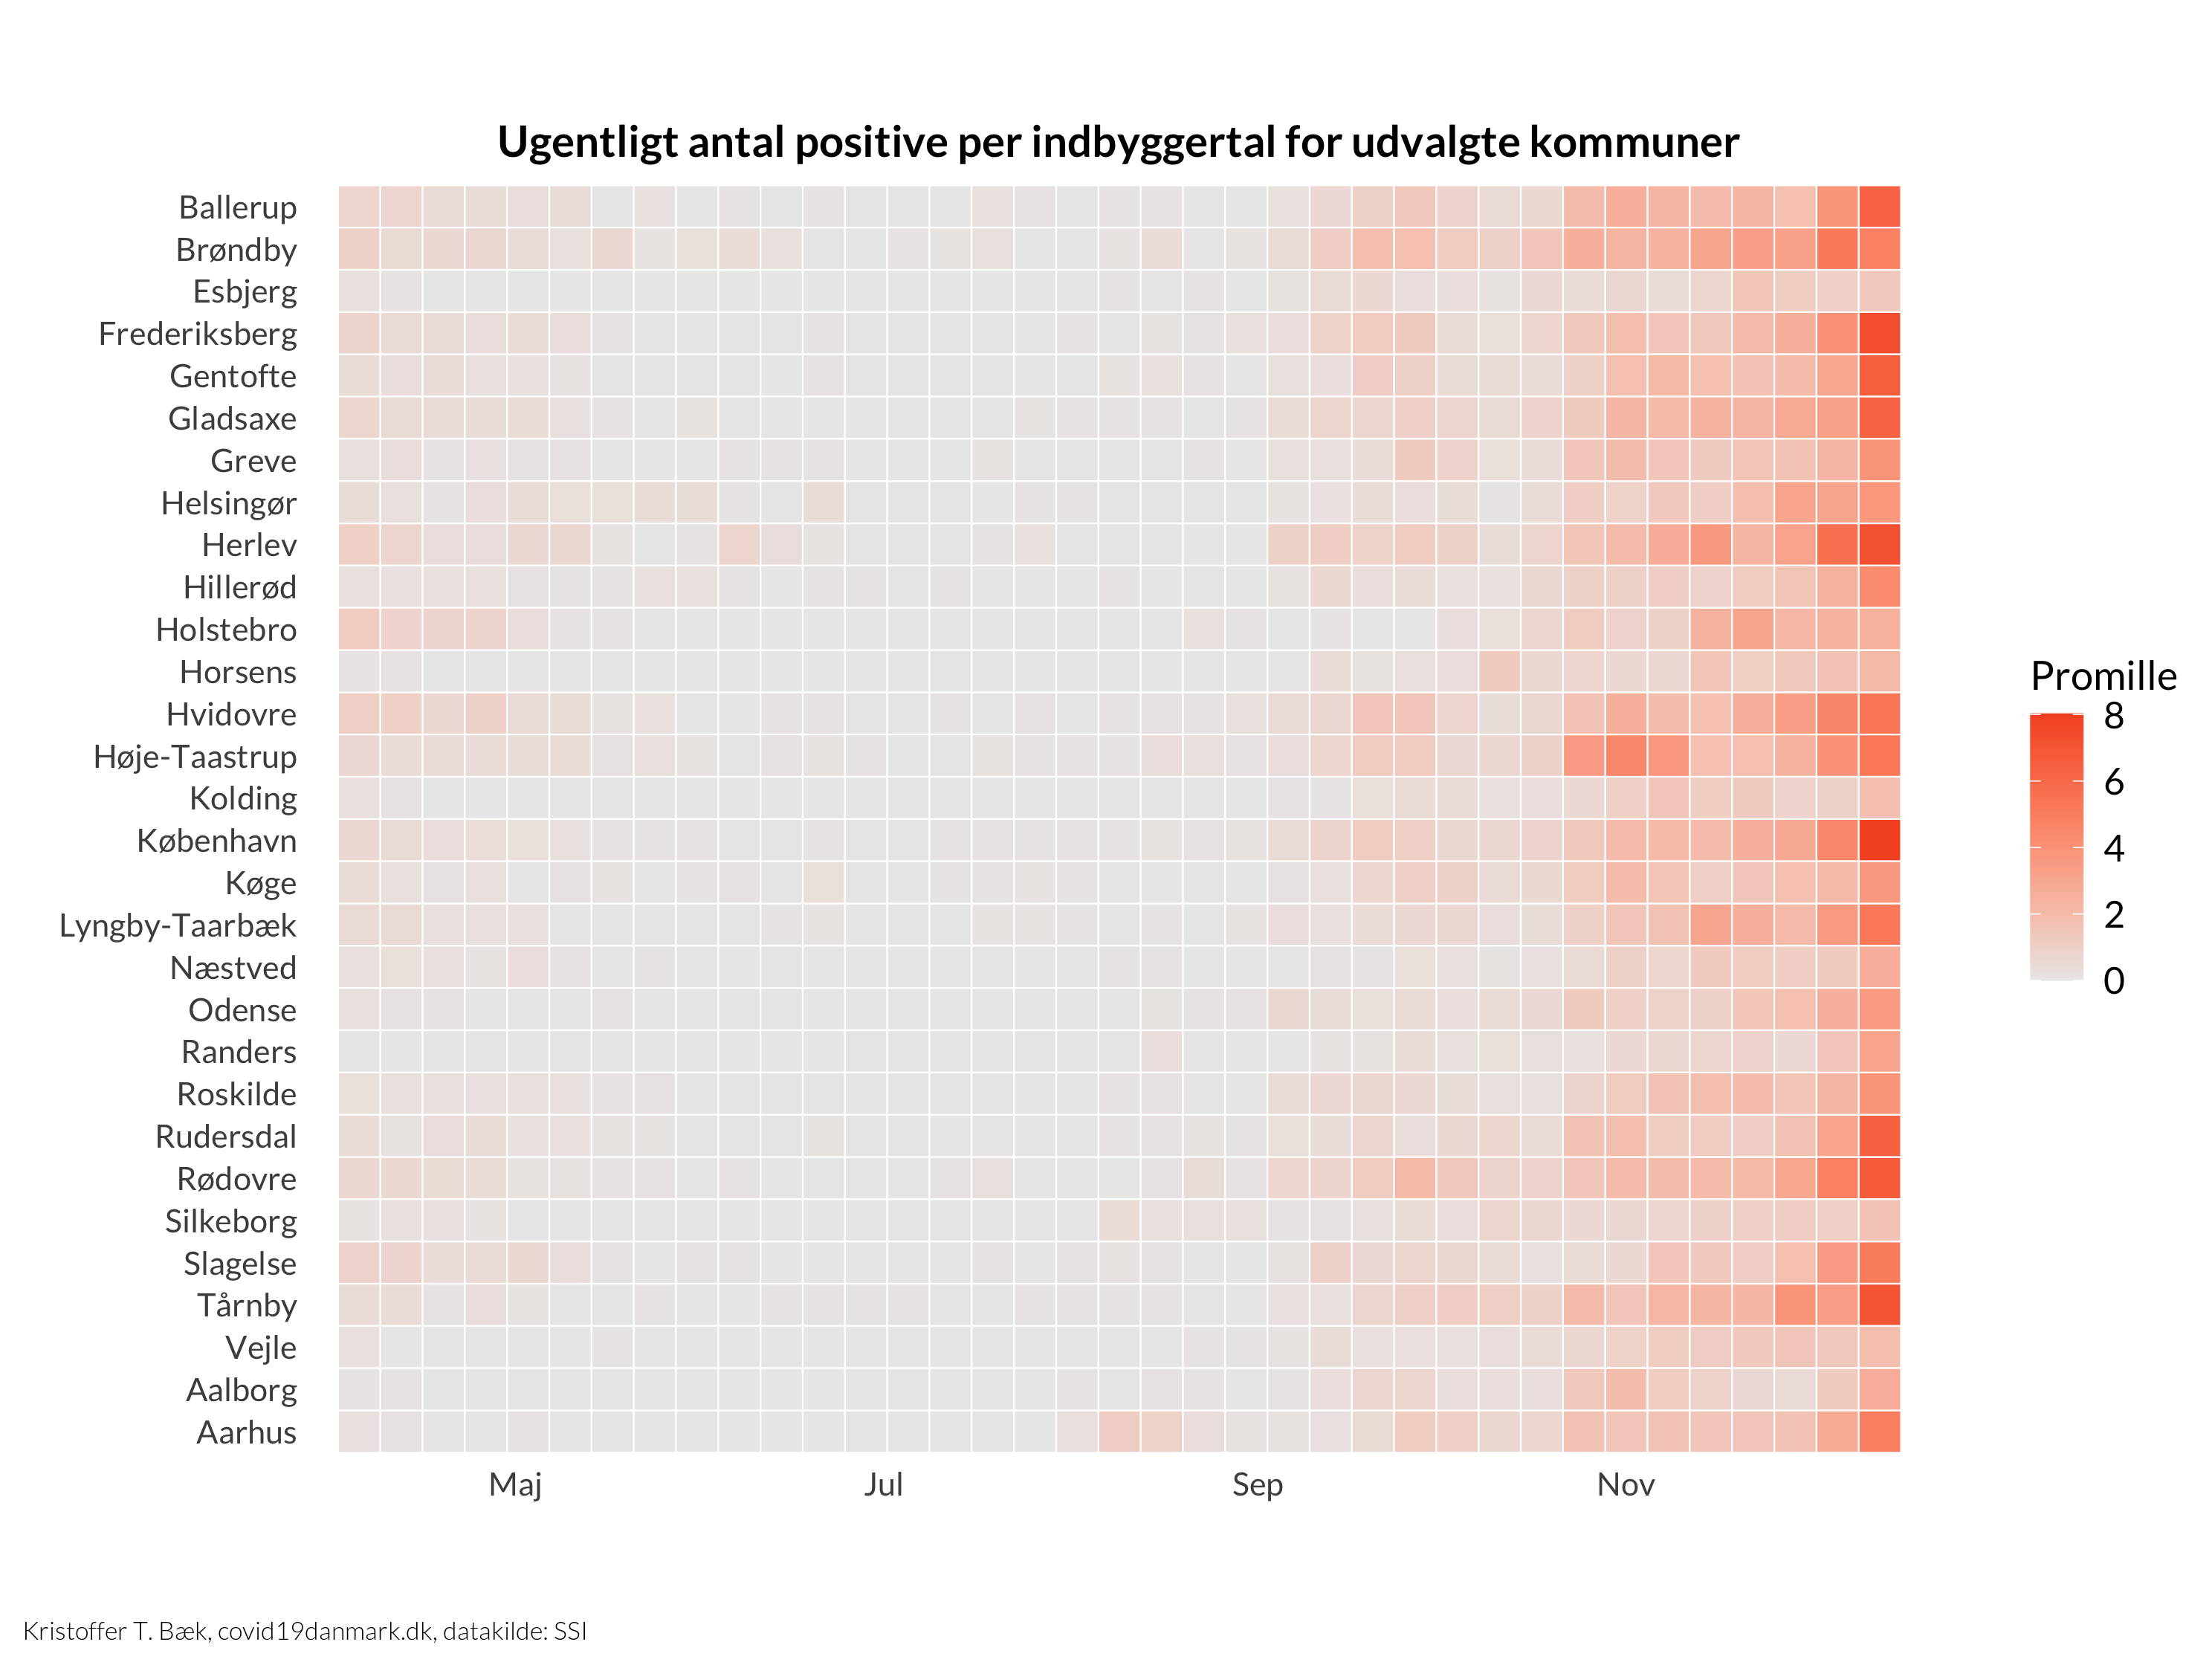 Ugentligt antal positive per indbyggertal for udvalgte kommuner
Ballerup
Brøndby
Esbjerg
Frederiksberg
Gentofte
Gladsaxe
Greve
Helsingør
Herlev
Hillerød
Holstebro
Horsens
Hvidovre
Høje-Taastrup
Kolding
København
Køge
Lyngby-Taarbæk
Næstved
Odense
Randers
Roskilde
Rudersdal
Rødovre
Silkeborg
Slagelse
Tårnby
Vejle
Aalborg
Aarhus
Maj Jul Sep Nov
Promille
8
6
4
2
0
Kristoffer T. Bæk, covid19danmark.dk, datakilde: SSI